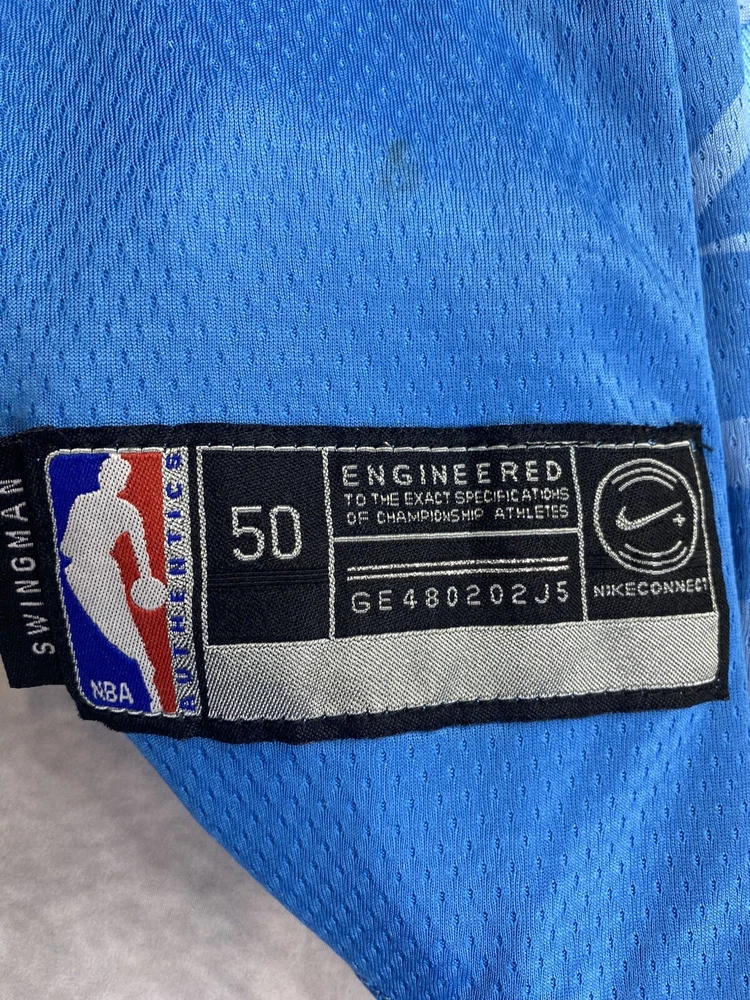 SWINGMAN
NBA
AUTHENTICS
50
ENGINEERED
TO THE EXACT SPECIFICATIONS
OF CHAMPIONSHIP ATHLETES
GE480202J5
NIKECONNECT